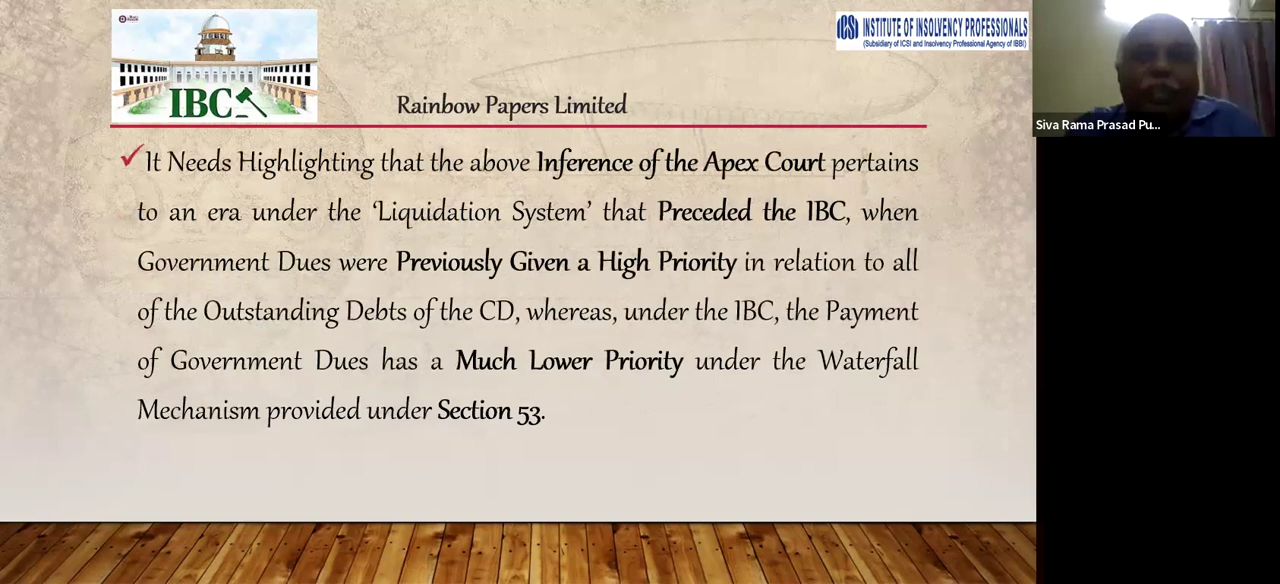 IBC
ICSI INSTITUTE OF INSOLVENCY PROFESSIONALS
(Subsidiary of ICSI and Insolvency Professional Agency of IBBI)
Rainbow Papers Limited
It Needs Highlighting that the above Inference of the Apex Court pertains
to an era under the ‘Liquidation System’ that Preceded the IBC, when
Government Dues were Previously Given a High Priority in relation to all
of the Outstanding Debts of the CD, whereas, under the IBC, the Payment
of Government Dues has a Much Lower Priority under the Waterfall
Mechanism provided under Section 53.
Siva Rama Prasad Pu...